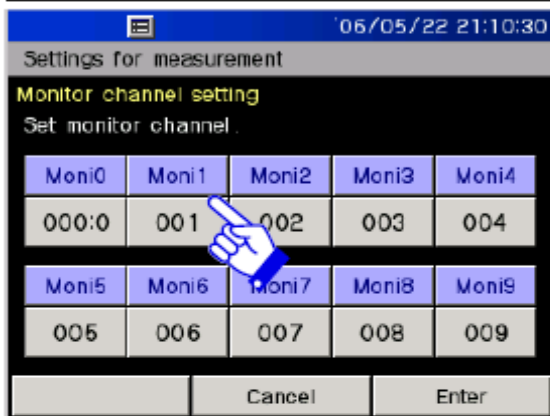 '06/05/22 21:10:30
Settings for measurement
Monitor channel setting
Set monitor channel.
Moni0 Moni1 Moni2 Moni3 Moni4
000:0 001 002 003 004
Moni5 Moni6 Moni7 Moni8 Moni9
005 006 007 008 009
Cancel Enter